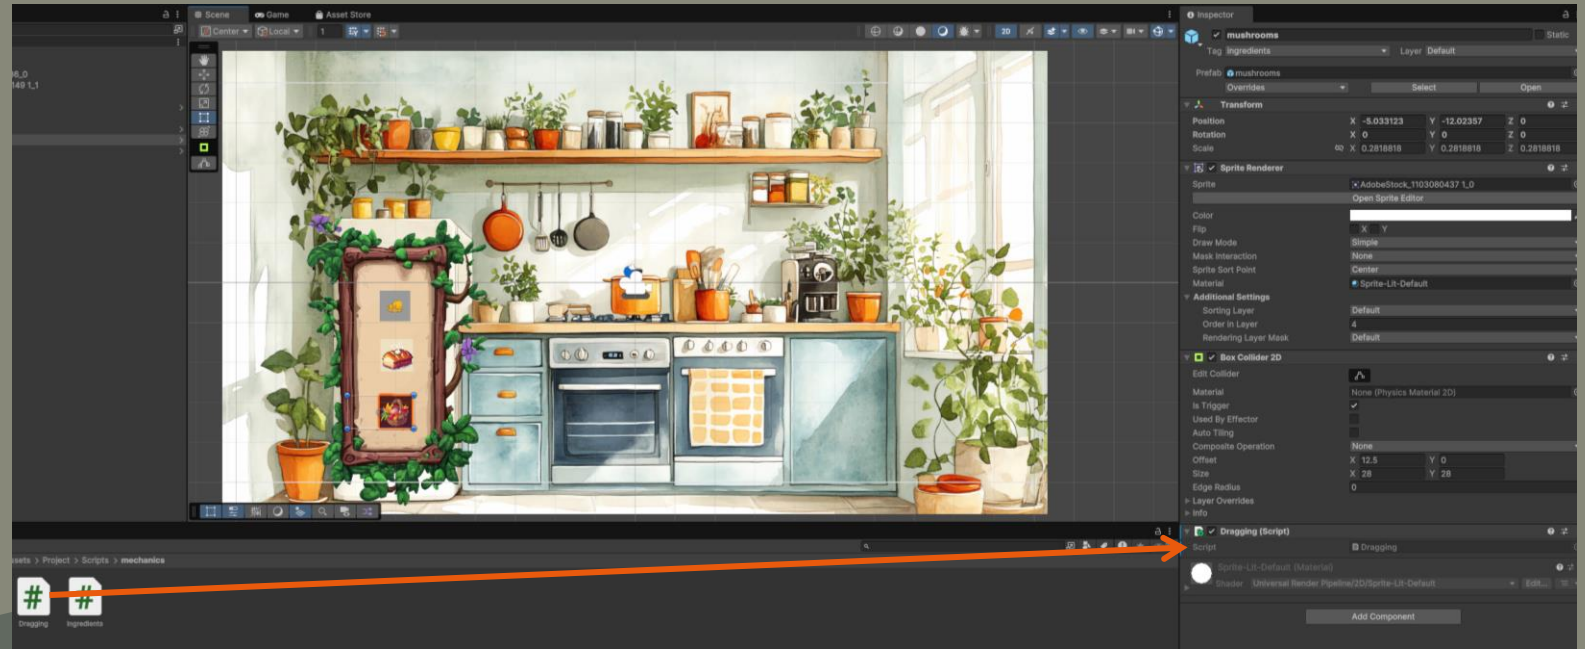 Scene Game Asset Store
Center Local 1 2D
6_0
149 1_1
Assets > Project > Scripts > mechanics
Dragging Ingredients
Inspector
mushrooms Static
Tag Ingredients Layer Default
Prefab mushrooms
Overrides Select Open
Transform
Position X -5.033123 Y -12.02357 Z 0
Rotation X 0 Y 0 Z 0
Scale X 0.2818818 Y 0.2818818 Z 0.2818818
Sprite Renderer
Sprite AdobeStock_1103080437 1_0
Open Sprite Editor
Color
Flip X Y
Draw Mode Simple
Mask Interaction None
Sprite Sort Point Center
Material Sprite-Lit-Default
Additional Settings
Sorting Layer Default
Order in Layer 4
Rendering Layer Mask Default
Box Collider 2D
Edit Collider
Material None (Physics Material 2D)
Is Trigger
Used By Effector
Auto Tiling
Composite Operation None
Offset X 12.5 Y 0
Size X 28 Y 28
Edge Radius 0
Layer Overrides
Info
Dragging (Script)
Script Dragging
Sprite-Lit-Default (Material)
Shader Universal Render Pipeline/2D/Sprite-Lit-Default Edit...
Add Component